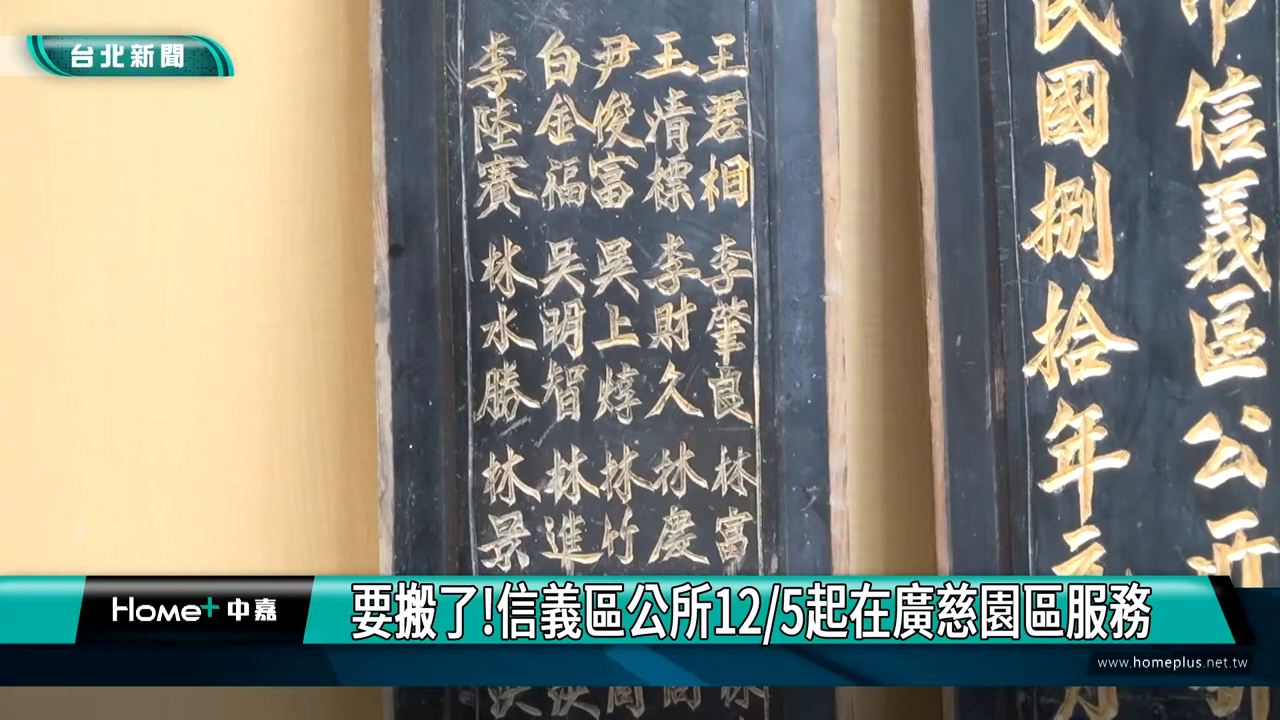 台北新聞
市信義區公所
民國捌拾年元月
王君相 李肇良 林富
王清標 李財久 林慶
尹俊富 吳上焞 林竹
白金福 吳明智 林進
李陸賽 林水勝 林景
Home+中嘉
要搬了!信義區公所12/5起在廣慈園區服務
www.homeplus.net.tw